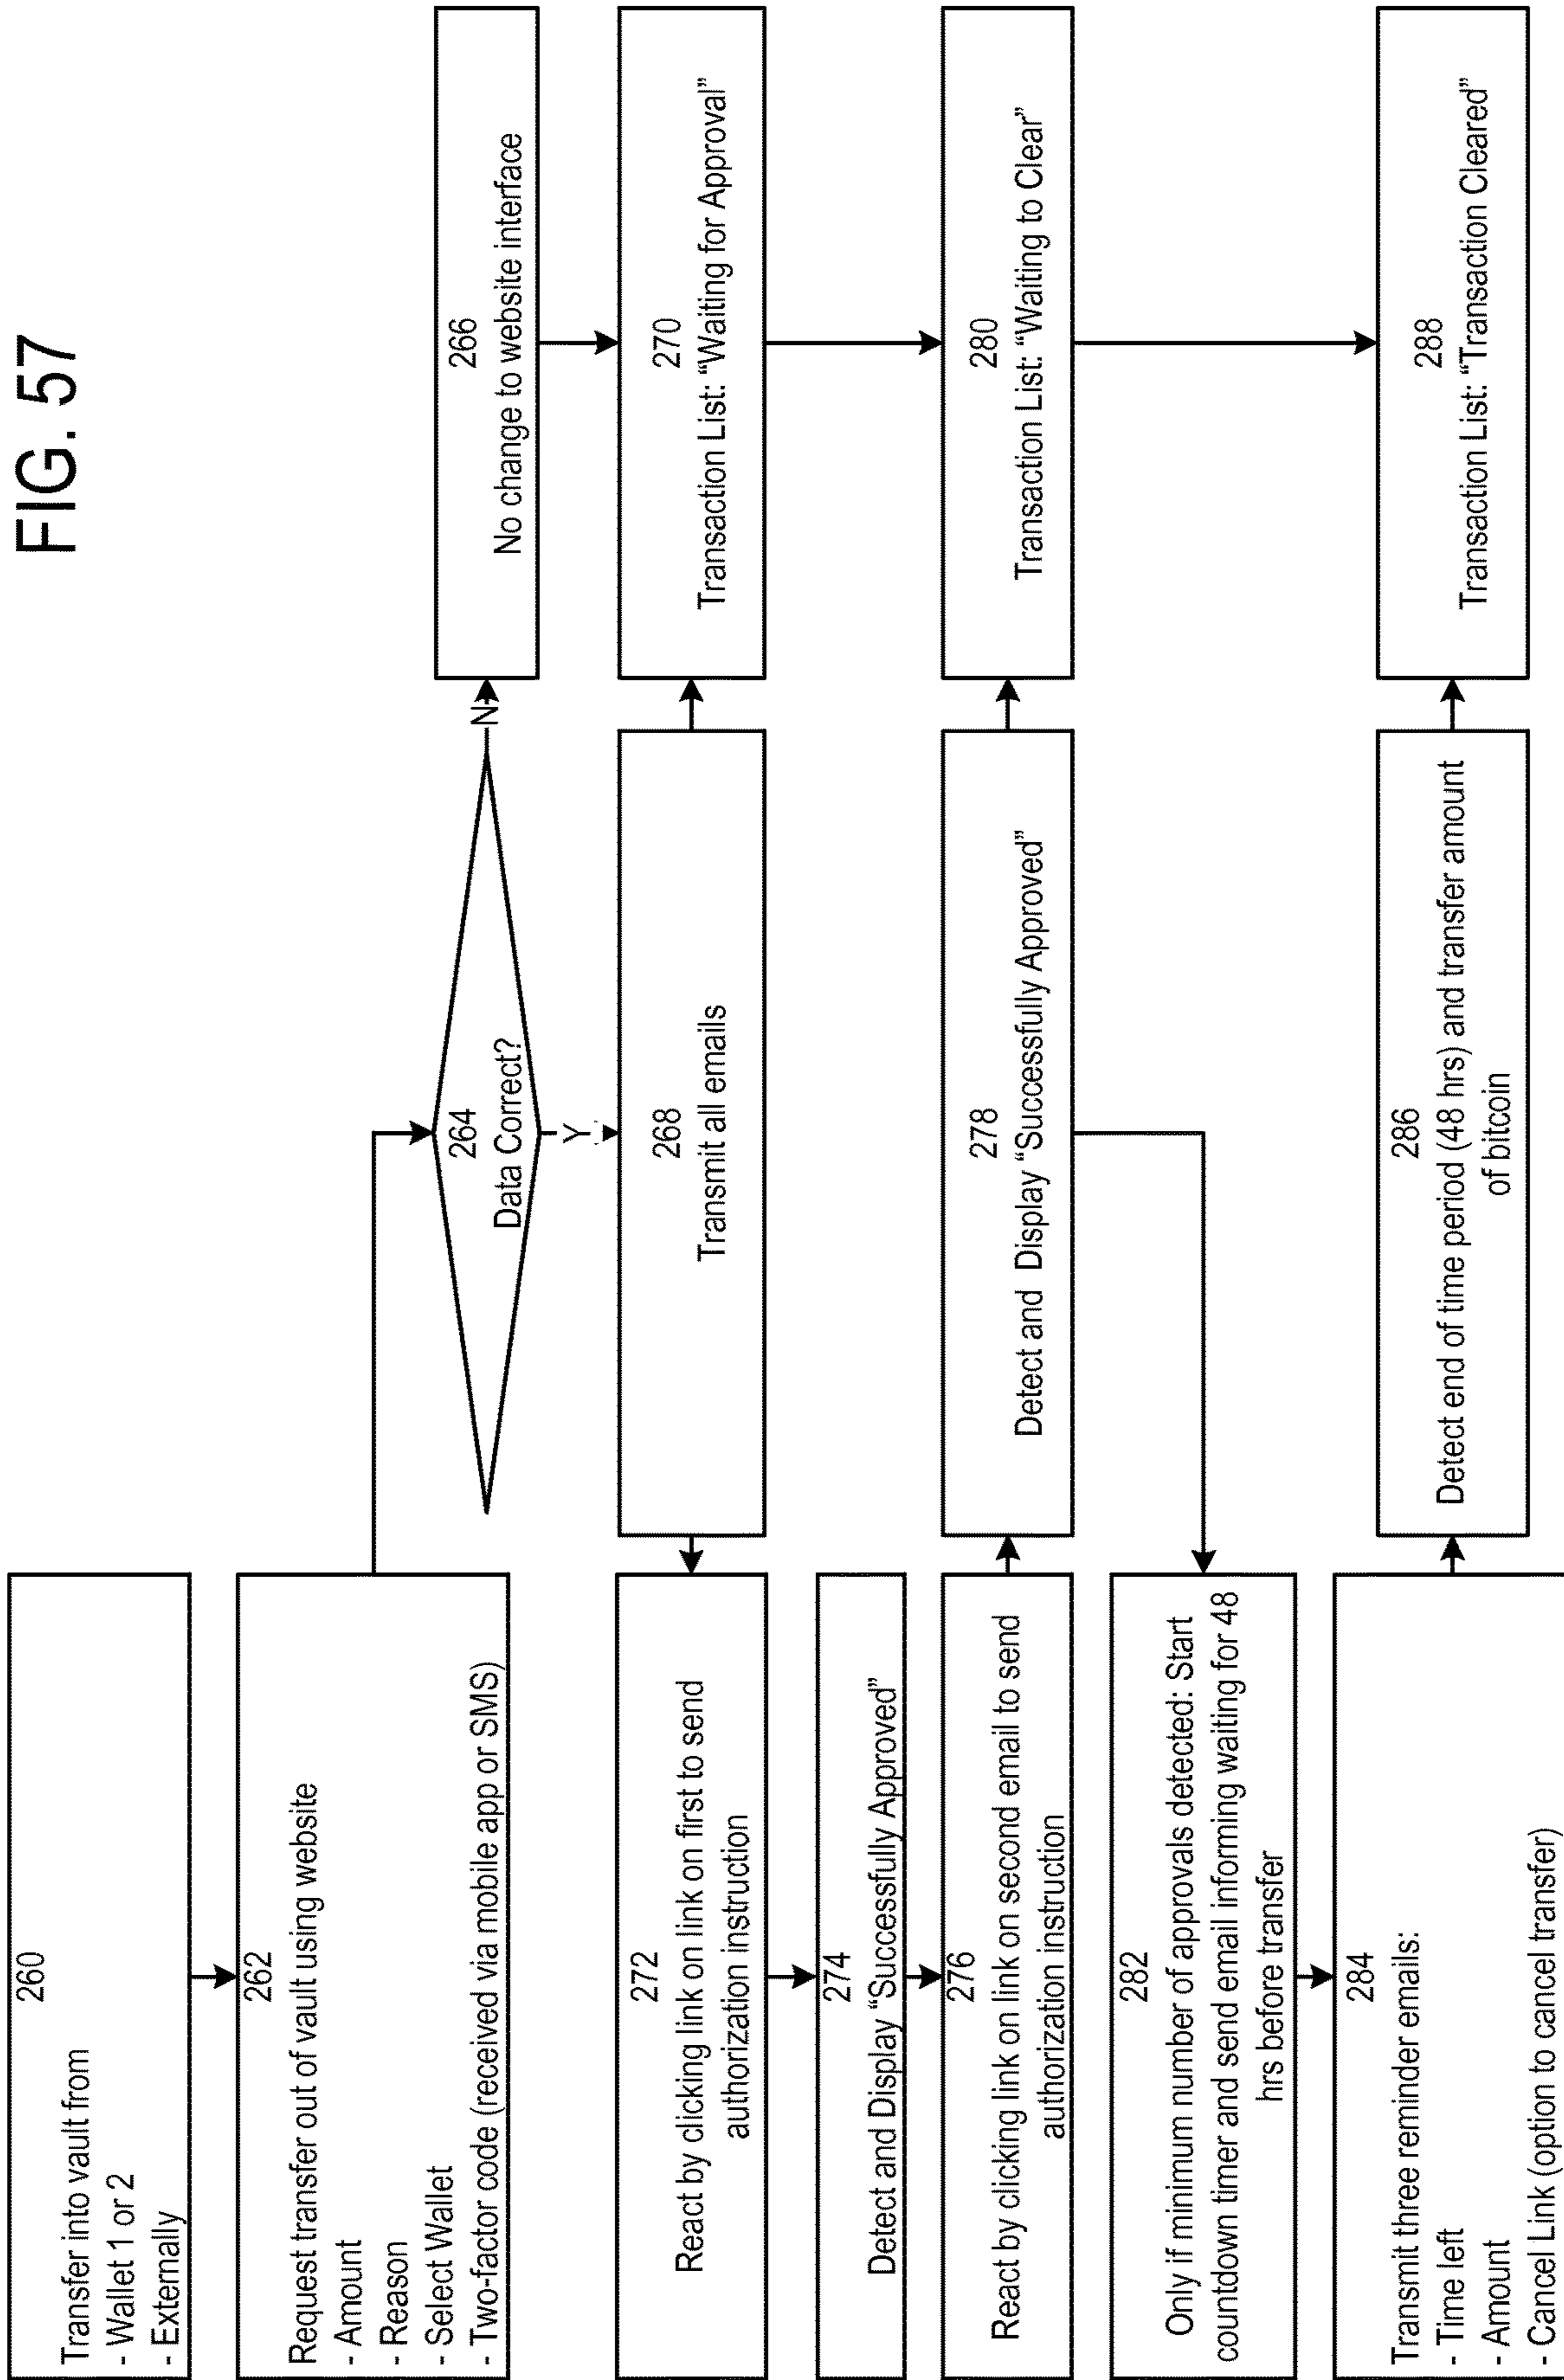 FIG. 57
260
Transfer into vault from
- Wallet 1 or 2
- Externally
262
Request transfer out of vault using website
- Amount
- Reason
- Select Wallet
- Two-factor code (received via mobile app or SMS)
264
Data Correct?
N
Y
266
No change to website interface
268
Transmit all emails
270
Transaction List: “Waiting for Approval”
272
React by clicking link on link on first to send
authorization instruction
274
Detect and Display “Successfully Approved”
276
React by clicking link on link on second email to send
authorization instruction
278
Detect and Display “Successfully Approved”
280
Transaction List: “Waiting to Clear”
282
Only if minimum number of approvals detected: Start
countdown timer and send email informing waiting for 48
hrs before transfer
284
Transmit three reminder emails:
- Time left
- Amount
- Cancel Link (option to cancel transfer)
286
Detect end of time period (48 hrs) and transfer amount
of bitcoin
288
Transaction List: “Transaction Cleared”